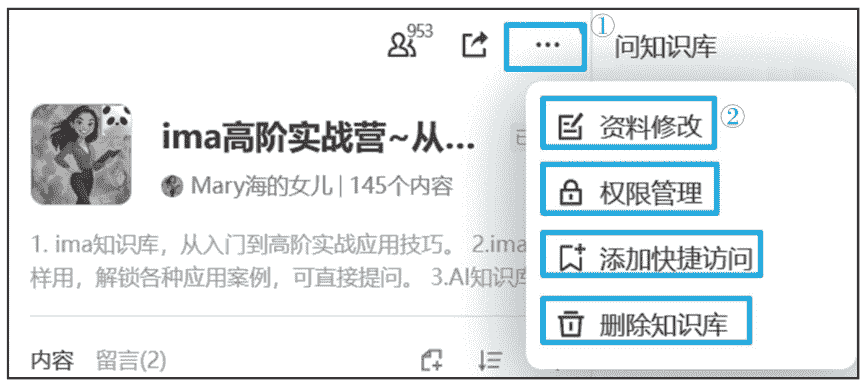 953
···
①
问知识库
ima高阶实战营~从...
已
Mary海的女儿 | 145个内容
1. ima知识库，从入门到高阶实战应用技巧。 2.ima
样用，解锁各种应用案例，可直接提问。 3.AI知识库
内容 留言(2)
资料修改
②
权限管理
添加快捷访问
删除知识库